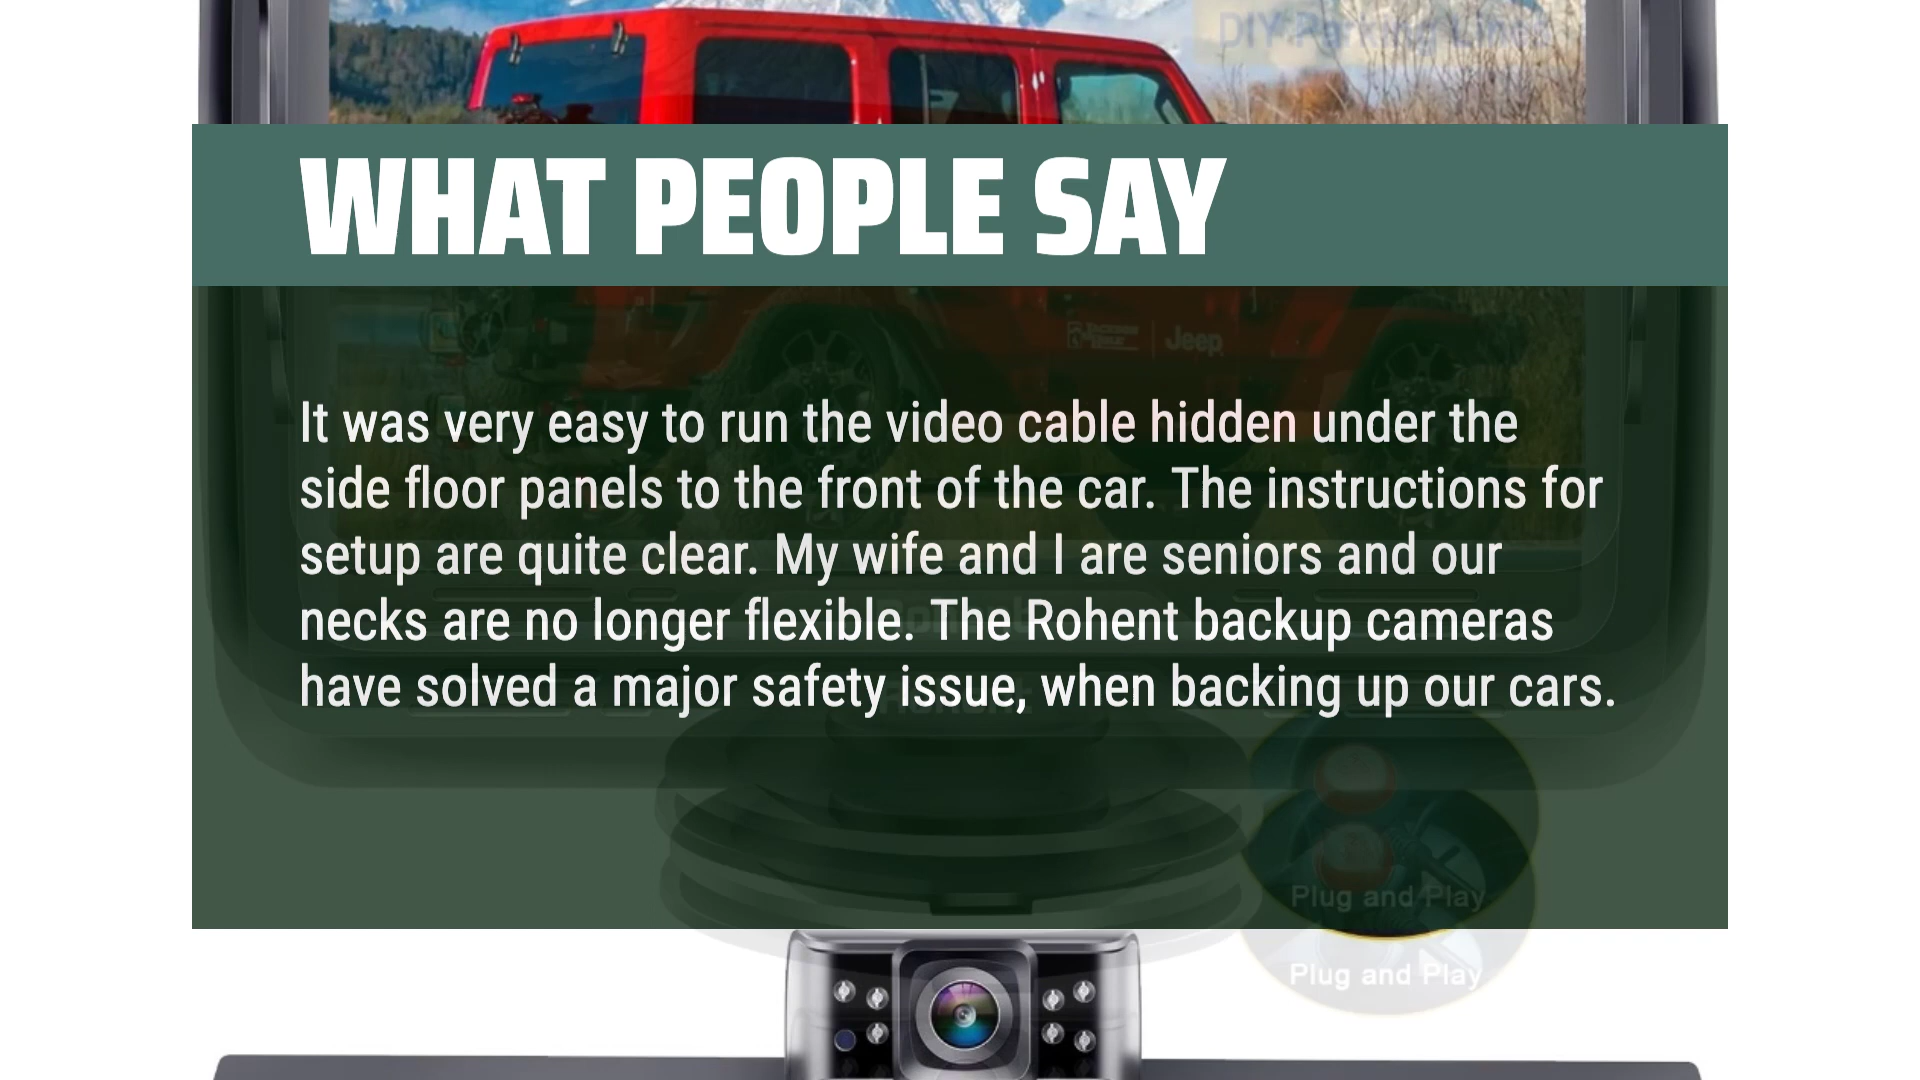 DIY Parking Lines
WHAT PEOPLE SAY
Jeep
It was very easy to run the video cable hidden under the
side floor panels to the front of the car. The instructions for
setup are quite clear. My wife and I are seniors and our
necks are no longer flexible. The Rohent backup cameras
have solved a major safety issue, when backing up our cars.
Plug and Play
Plug and Play